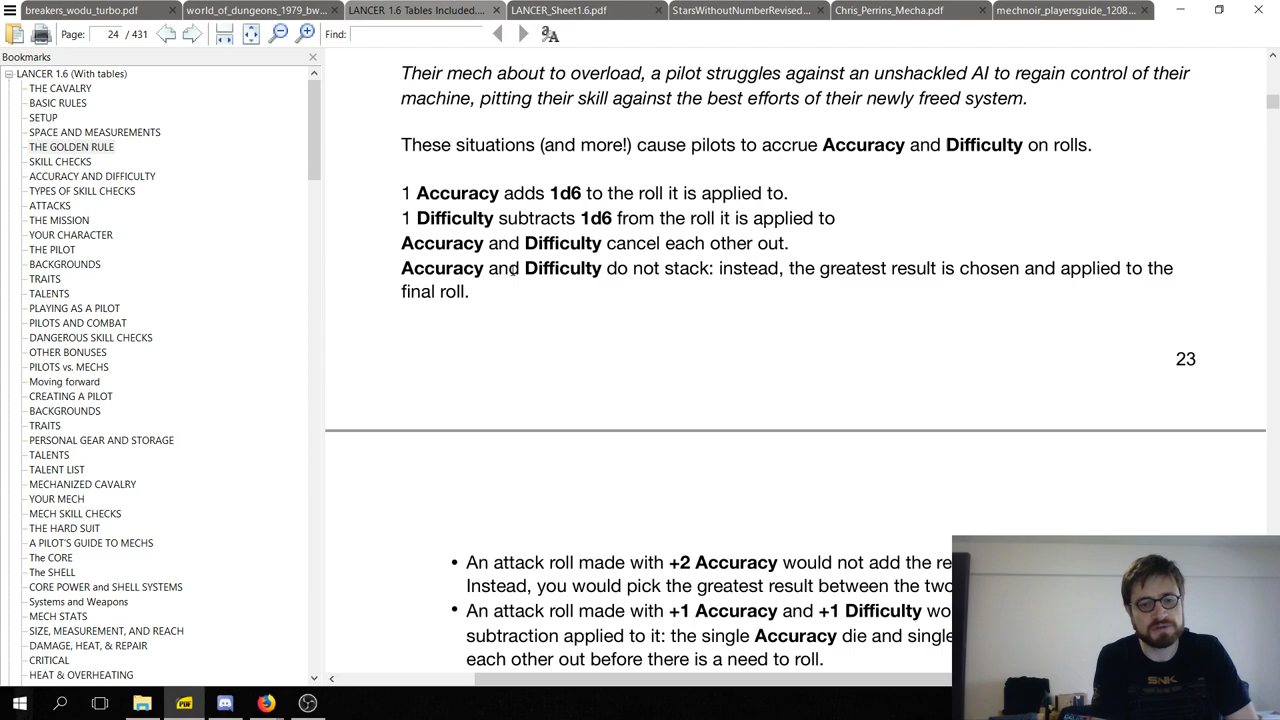 breakers_wodu_turbo.pdf
world_of_dungeons_1979_bw...
LANCER 1.6 Tables Included....
LANCER_Sheet1.6.pdf
StarsWithoutNumberRevised...
Chris_Perrins_Mecha.pdf
mechnoir_playersguide_1208...
Page: 24 / 431
Find:
Bookmarks
LANCER 1.6 (With tables)
THE CAVALRY
BASIC RULES
SETUP
SPACE AND MEASUREMENTS
THE GOLDEN RULE
SKILL CHECKS
ACCURACY AND DIFFICULTY
TYPES OF SKILL CHECKS
ATTACKS
THE MISSION
YOUR CHARACTER
THE PILOT
BACKGROUNDS
TRAITS
TALENTS
PLAYING AS A PILOT
PILOTS AND COMBAT
DANGEROUS SKILL CHECKS
OTHER BONUSES
PILOTS vs. MECHS
Moving forward
CREATING A PILOT
BACKGROUNDS
TRAITS
PERSONAL GEAR AND STORAGE
TALENTS
TALENT LIST
MECHANIZED CAVALRY
YOUR MECH
MECH SKILL CHECKS
THE HARD SUIT
A PILOT'S GUIDE TO MECHS
The CORE
The SHELL
CORE POWER and SHELL SYSTEMS
Systems and Weapons
MECH STATS
SIZE, MEASUREMENT, AND REACH
DAMAGE, HEAT, & REPAIR
CRITICAL
HEAT & OVERHEATING
Their mech about to overload, a pilot struggles against an unshackled AI to regain control of their
machine, pitting their skill against the best efforts of their newly freed system.
These situations (and more!) cause pilots to accrue Accuracy and Difficulty on rolls.
1 Accuracy adds 1d6 to the roll it is applied to.
1 Difficulty subtracts 1d6 from the roll it is applied to
Accuracy and Difficulty cancel each other out.
Accuracy and Difficulty do not stack: instead, the greatest result is chosen and applied to the
final roll.
23
• An attack roll made with +2 Accuracy would not add the re
Instead, you would pick the greatest result between the two
• An attack roll made with +1 Accuracy and +1 Difficulty wo
subtraction applied to it: the single Accuracy die and single
each other out before there is a need to roll.
SNK